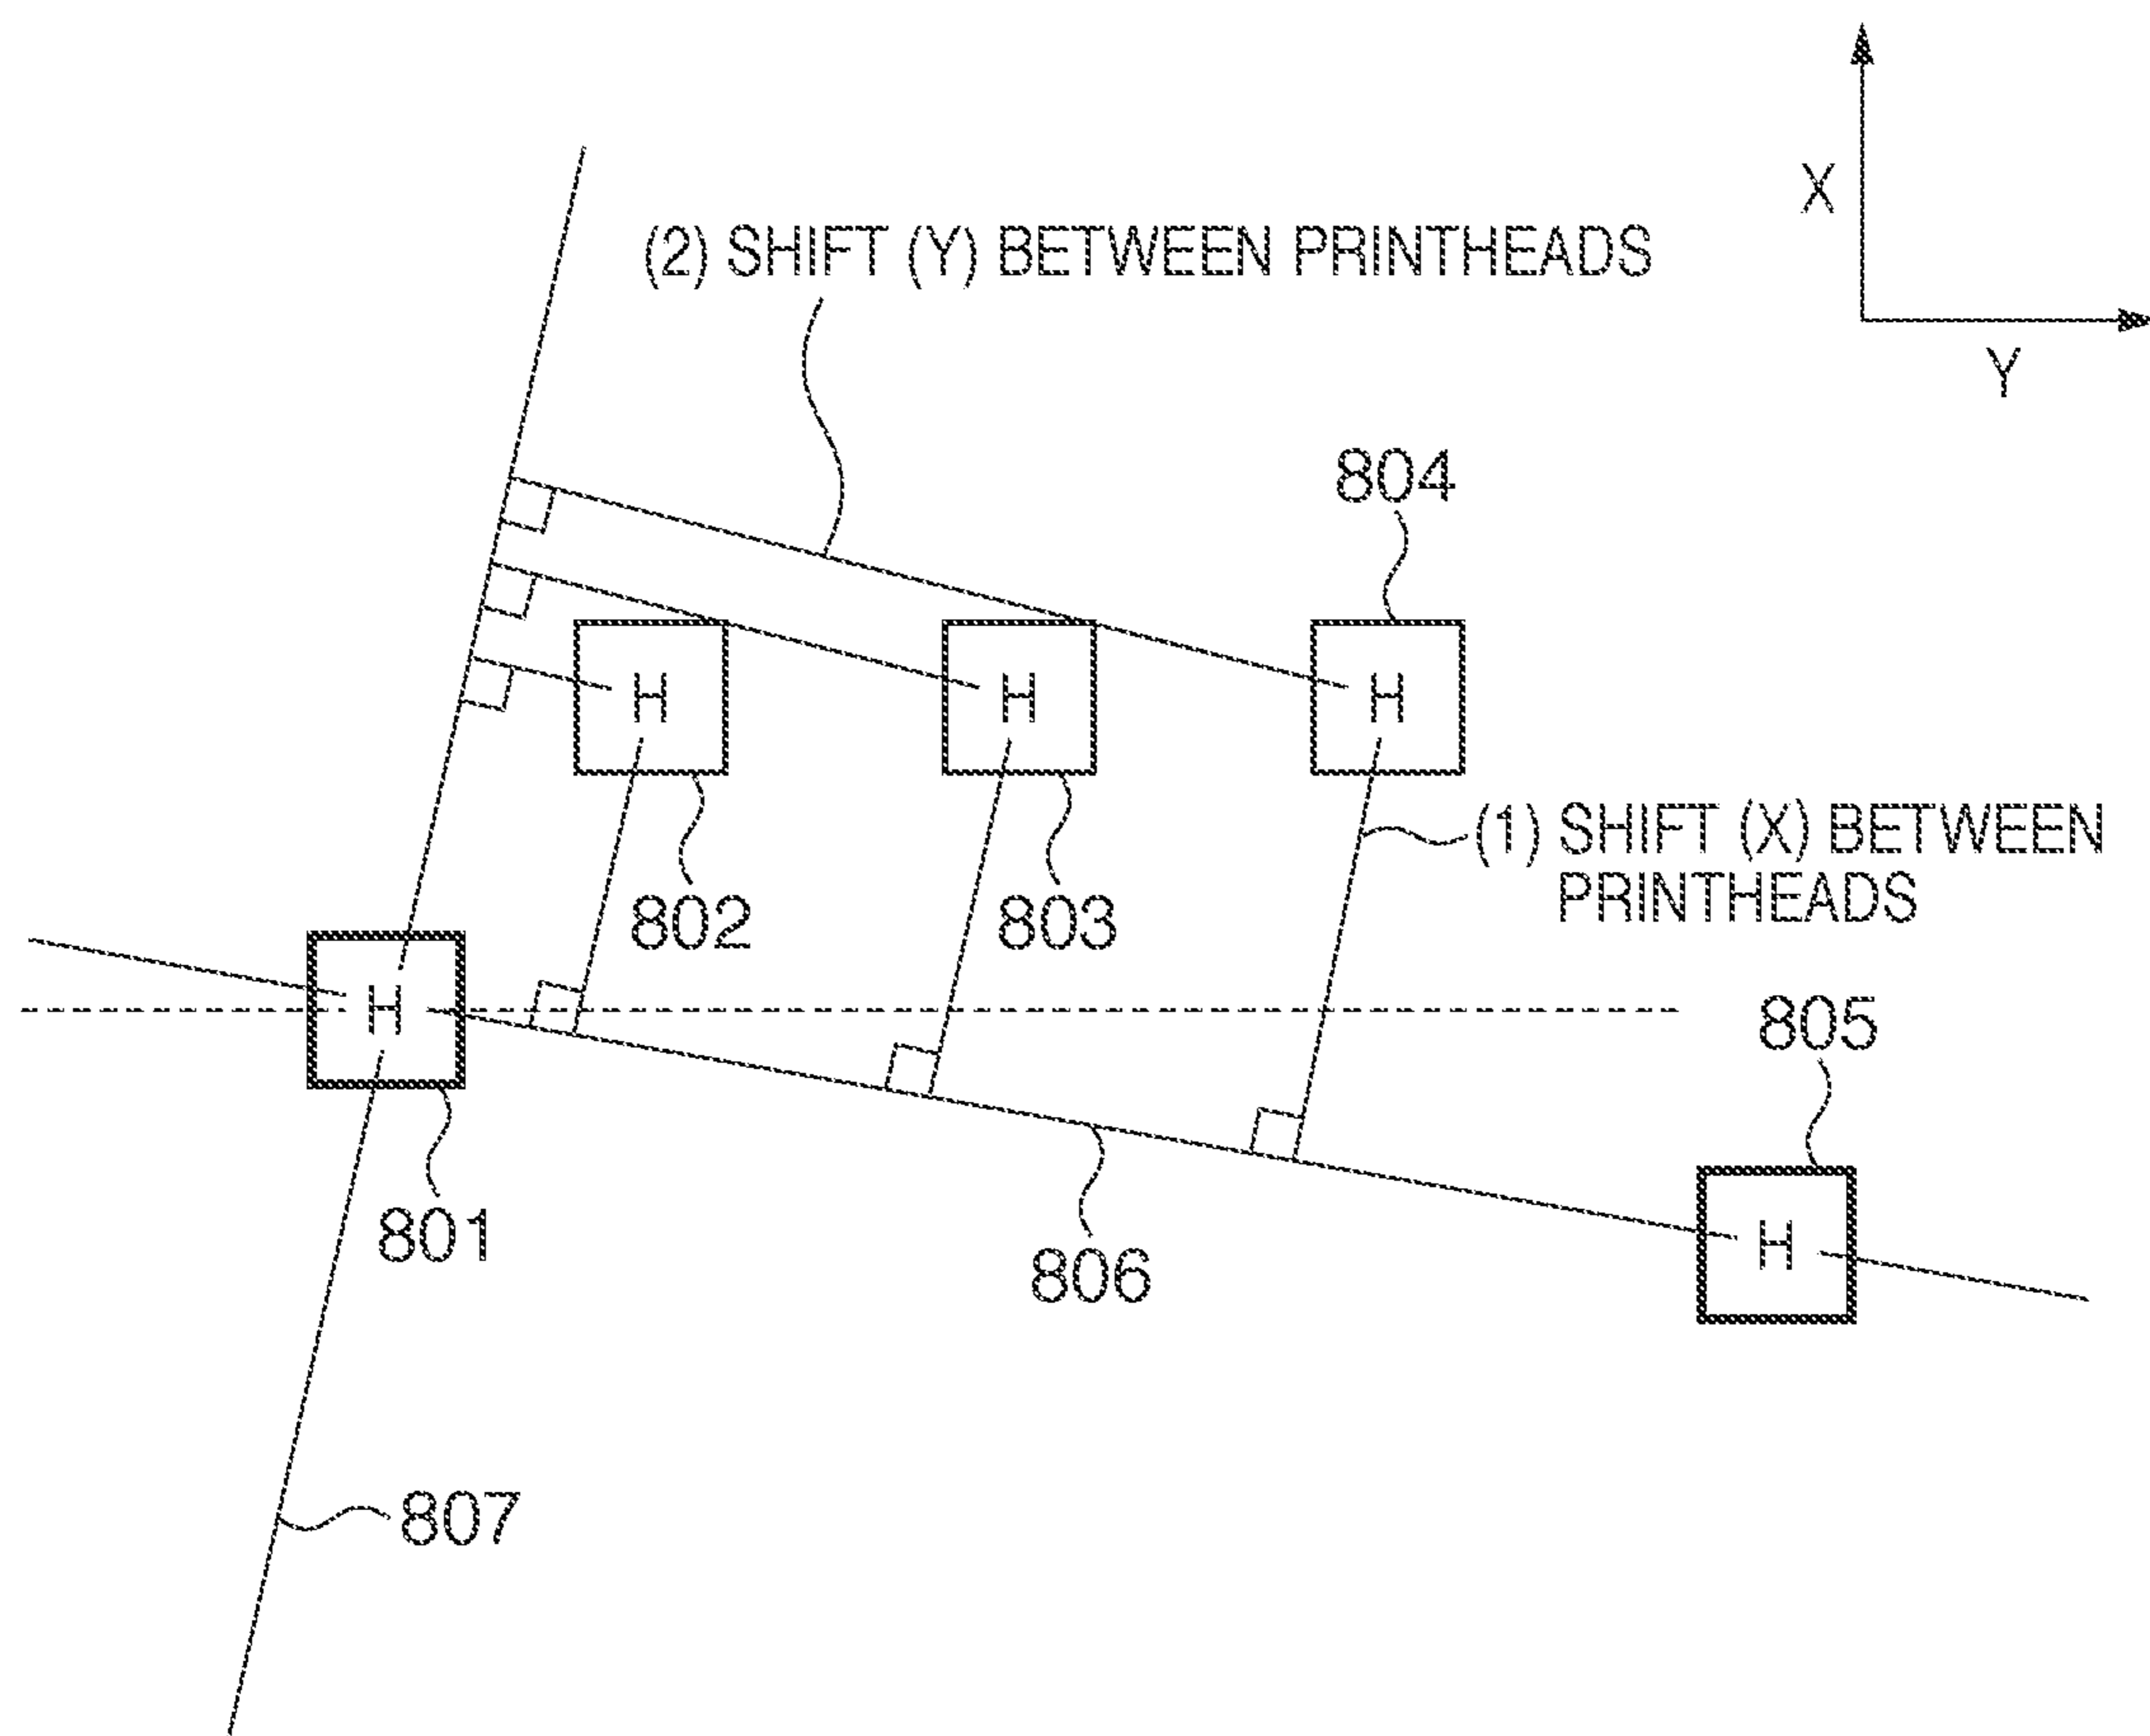 X
(2) SHIFT (Y) BETWEEN PRINTHEADS
Y
804
H
H
H
(1) SHIFT (X) BETWEEN
PRINTHEADS
802
803
H
805
801
806
H
807